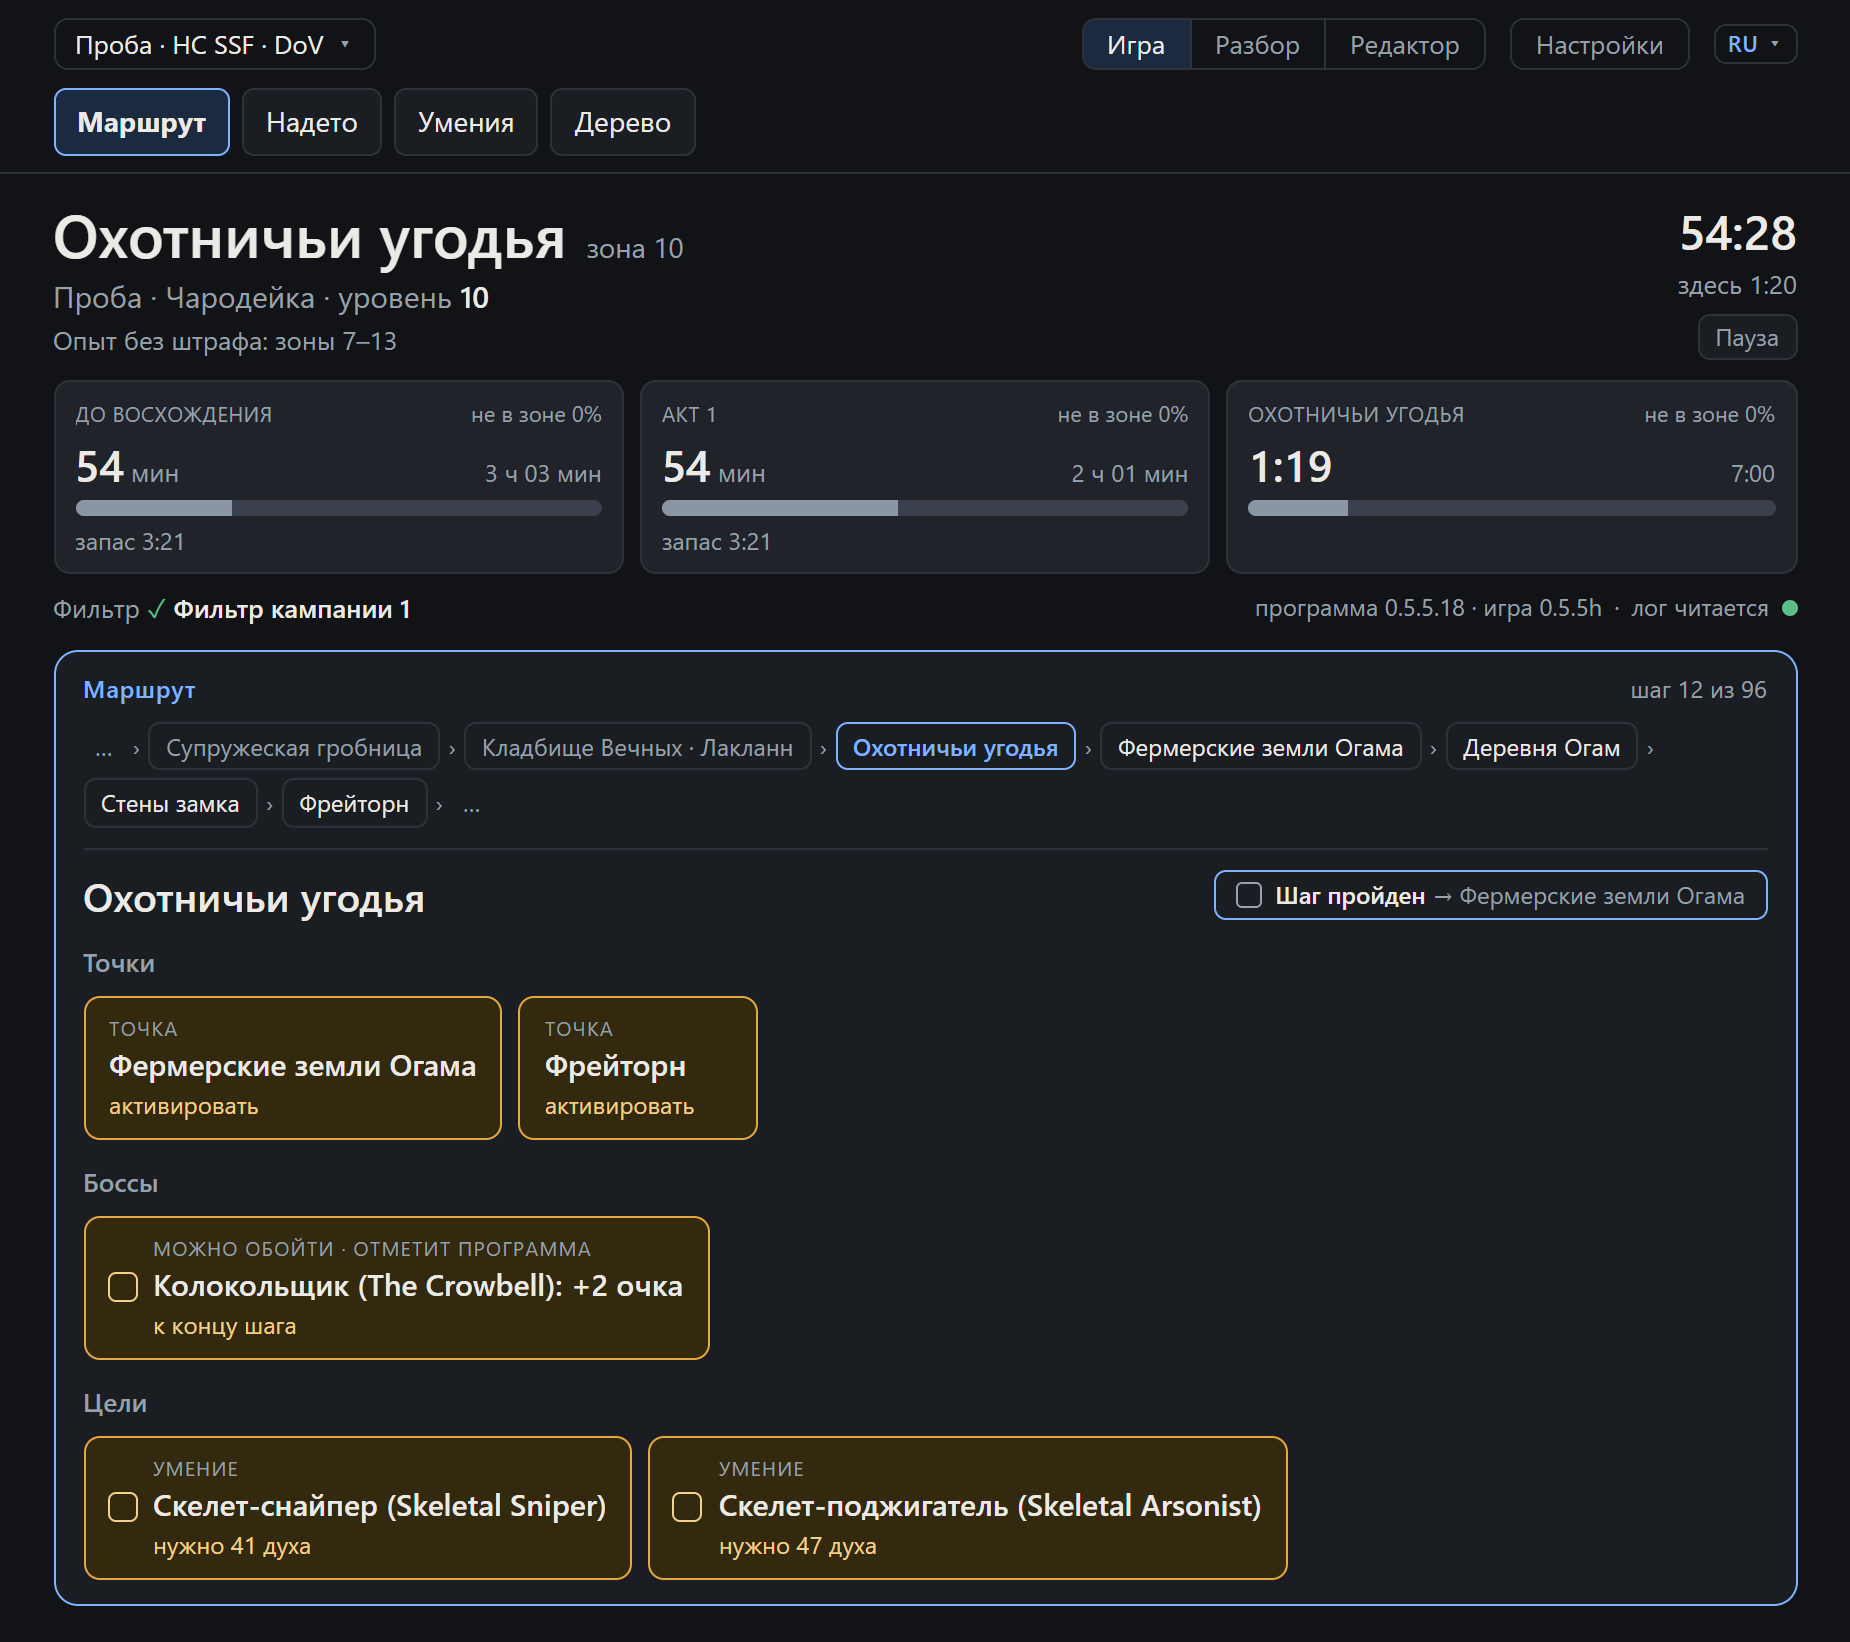 Проба · HC SSF · DoV ▾
Игра Разбор Редактор Настройки RU ▾
Маршрут Надето Умения Дерево
Охотничьи угодья зона 10
54:28
Проба · Чародейка · уровень 10
здесь 1:20
Опыт без штрафа: зоны 7–13
Пауза
ДО ВОСХОЖДЕНИЯ не в зоне 0%
54 мин 3 ч 03 мин
запас 3:21
АКТ 1 не в зоне 0%
54 мин 2 ч 01 мин
запас 3:21
ОХОТНИЧЬИ УГОДЬЯ не в зоне 0%
1:19 7:00
Фильтр ✓ Фильтр кампании 1
программа 0.5.5.18 · игра 0.5.5h · лог читается
Маршрут шаг 12 из 96
... › Супружеская гробница › Кладбище Вечных · Лакланн › Охотничьи угодья › Фермерские земли Огама › Деревня Огам ›
Стены замка › Фрейторн › ...
Охотничьи угодья
Шаг пройден → Фермерские земли Огама
Точки
ТОЧКА
Фермерские земли Огама
активировать
ТОЧКА
Фрейторн
активировать
Боссы
МОЖНО ОБОЙТИ · ОТМЕТИТ ПРОГРАММА
Колокольщик (The Crowbell): +2 очка
к концу шага
Цели
УМЕНИЕ
Скелет-снайпер (Skeletal Sniper)
нужно 41 духа
УМЕНИЕ
Скелет-поджигатель (Skeletal Arsonist)
нужно 47 духа